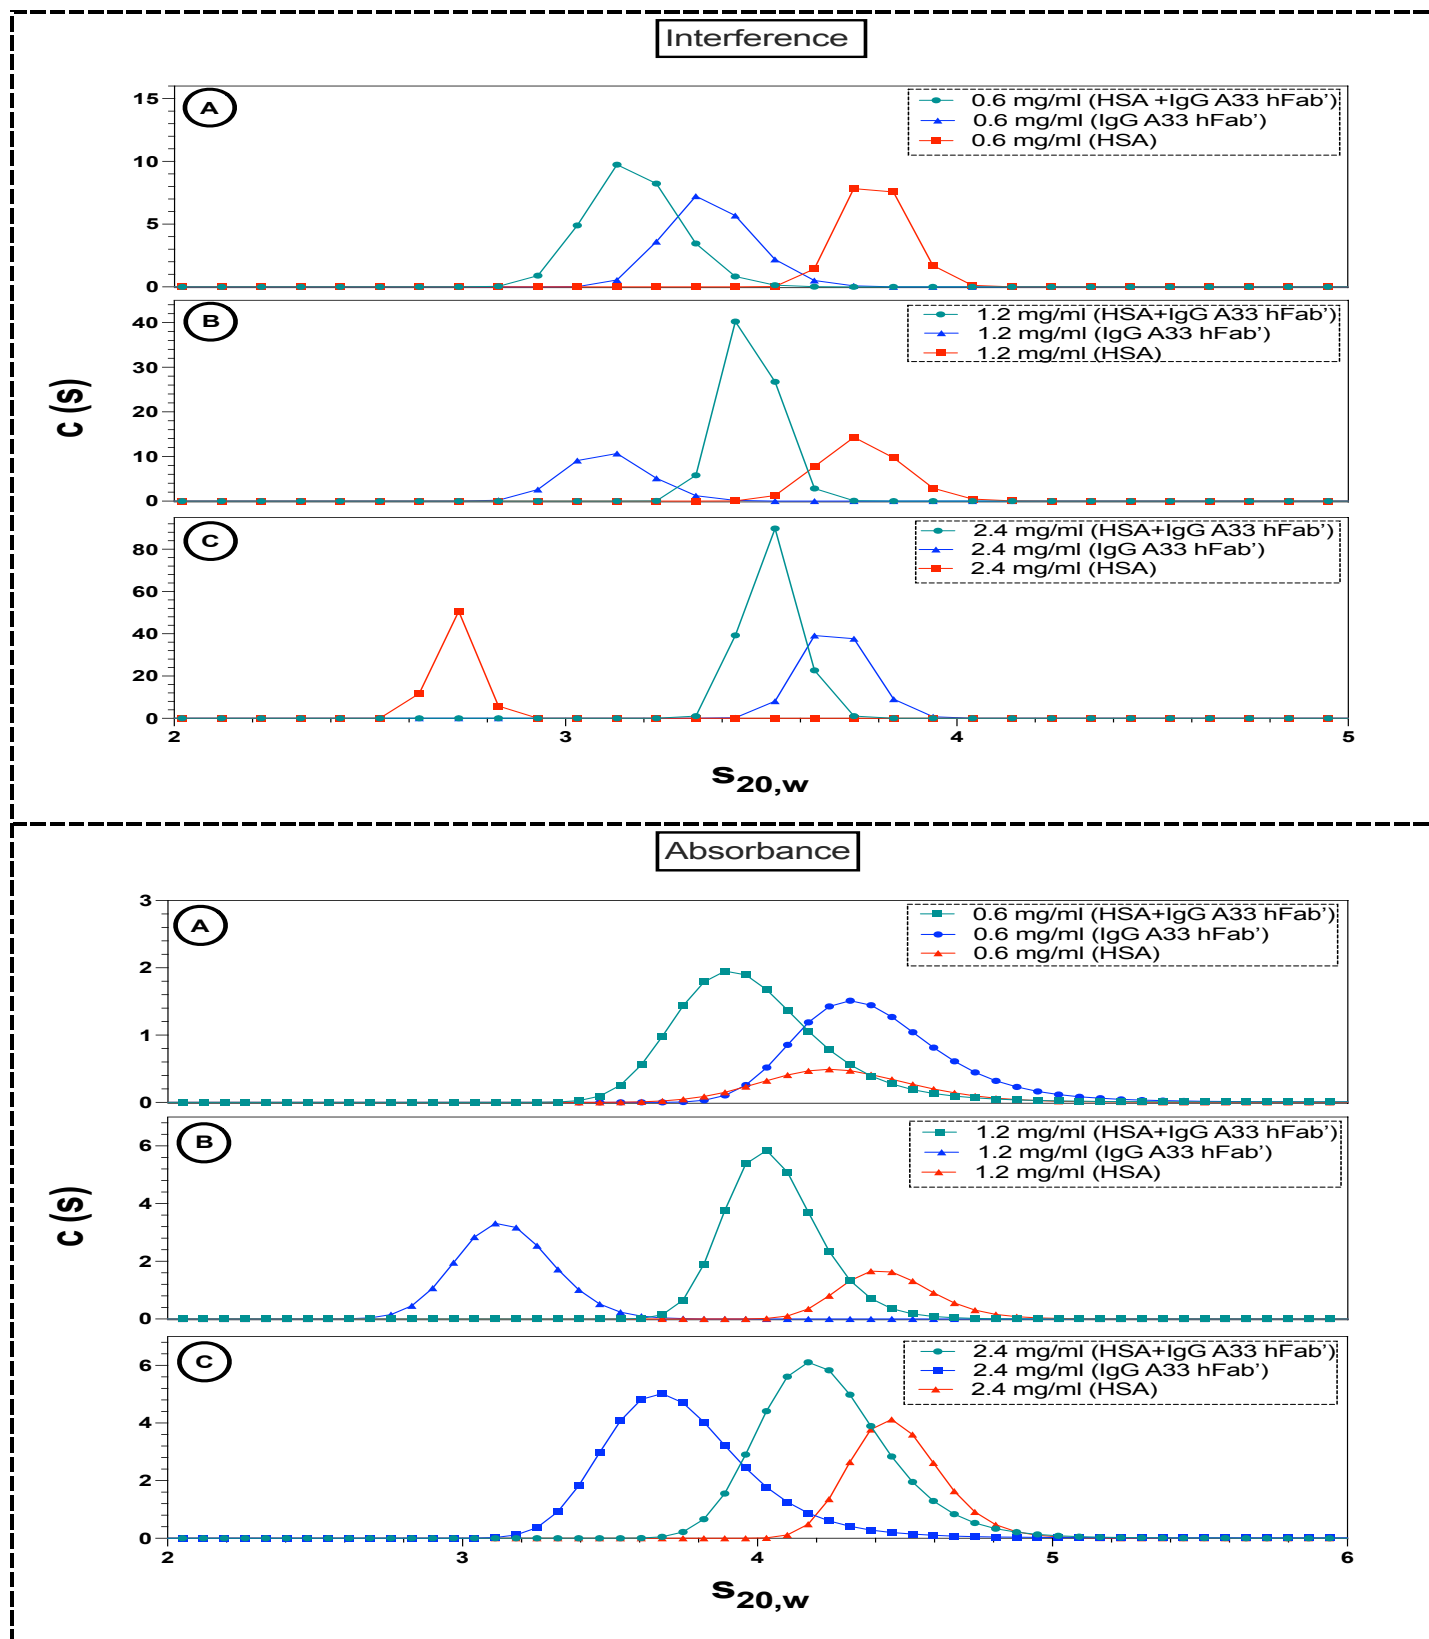 Interference
A
0.6 mg/ml (HSA +IgG A33 hFab’)
0.6 mg/ml (IgG A33 hFab’)
0.6 mg/ml (HSA)
15
10
5
0
B
1.2 mg/ml (HSA+IgG A33 hFab’)
1.2 mg/ml (IgG A33 hFab’)
1.2 mg/ml (HSA)
40
30
20
10
0
c (s)
C
2.4 mg/ml (HSA+IgG A33 hFab’)
2.4 mg/ml (IgG A33 hFab’)
2.4 mg/ml (HSA)
80
60
40
20
0
2 3 4 5
s20,w
Absorbance
A
0.6 mg/ml (HSA+IgG A33 hFab’)
0.6 mg/ml (IgG A33 hFab’)
0.6 mg/ml (HSA)
3
2
1
0
B
1.2 mg/ml (HSA+IgG A33 hFab’)
1.2 mg/ml (IgG A33 hFab’)
1.2 mg/ml (HSA)
6
4
2
0
c (s)
C
2.4 mg/ml (HSA+IgG A33 hFab’)
2.4 mg/ml (IgG A33 hFab’)
2.4 mg/ml (HSA)
6
4
2
0
2 3 4 5 6
s20,w